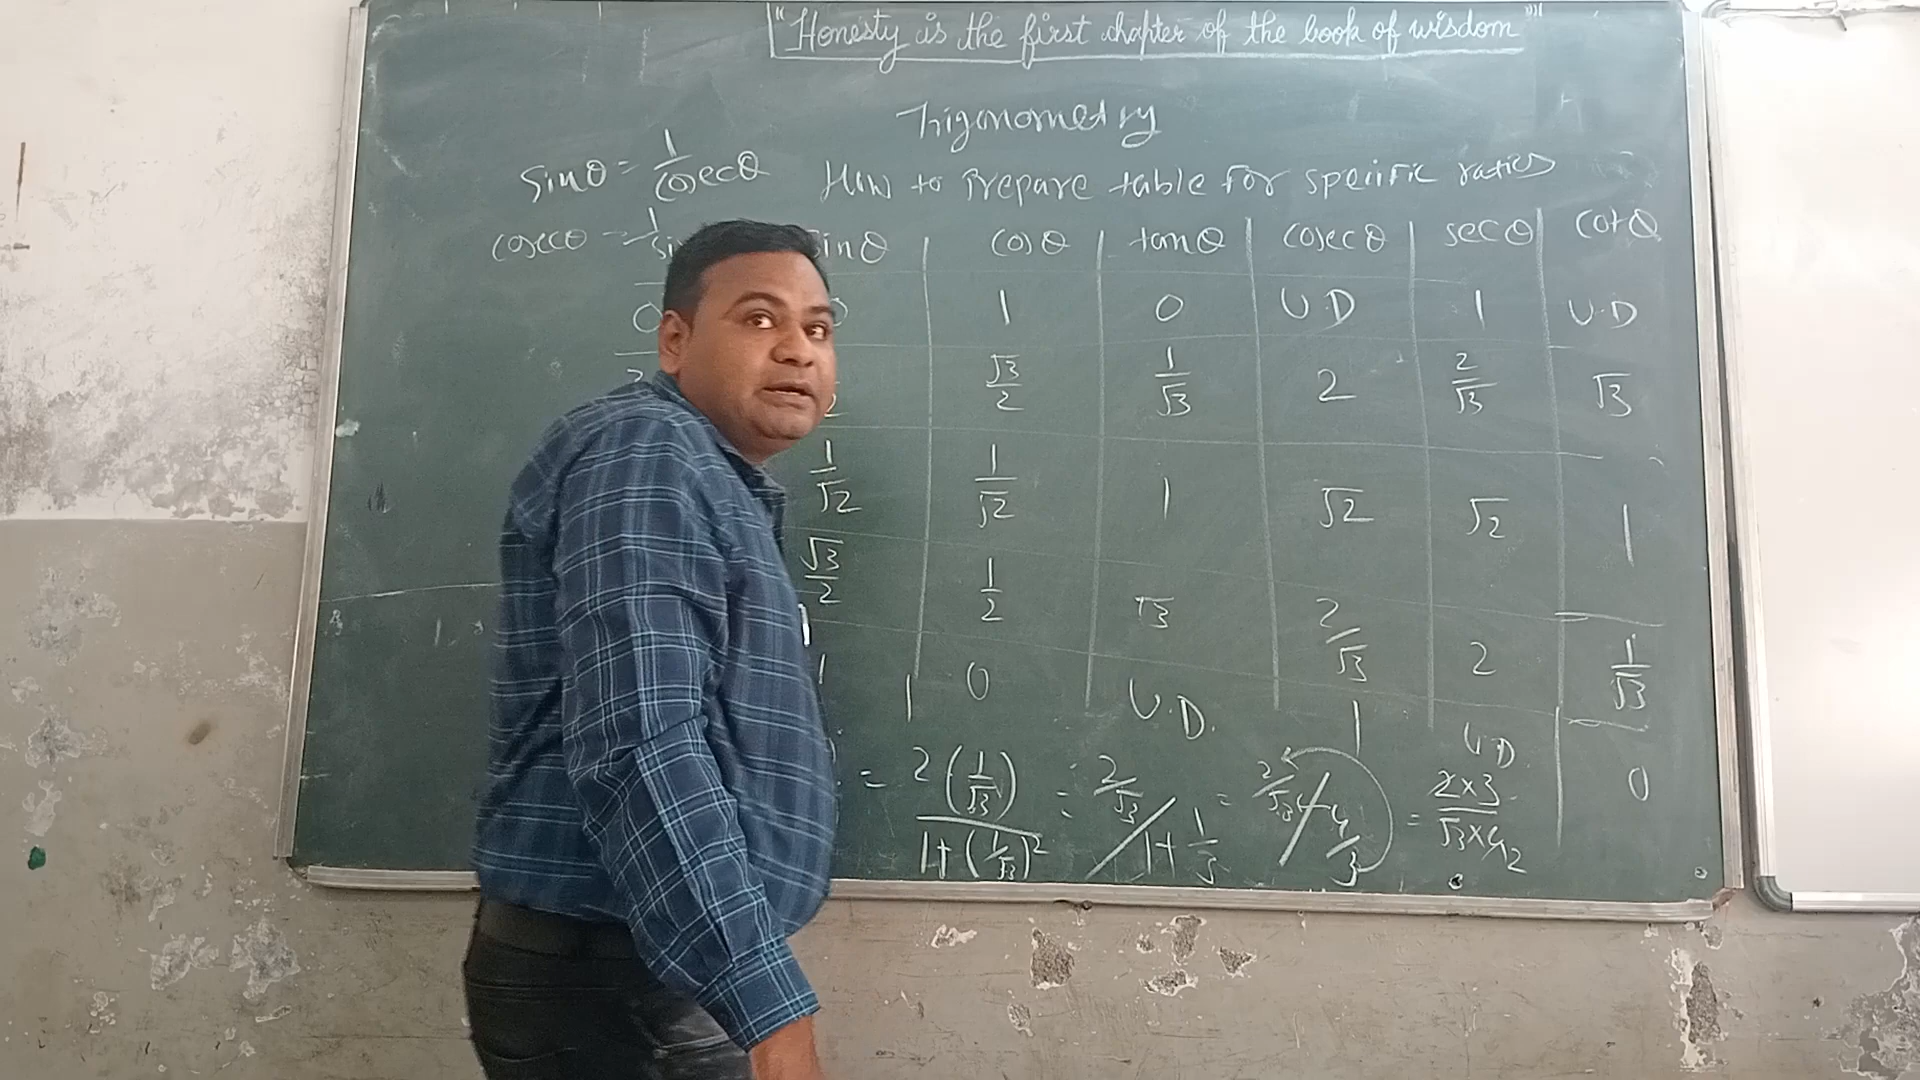 "Honesty is the first chapter of the book of wisdom"
Trigonometry
sinθ = 1/cosecθ How to Prepare table for specific ratios
cosecθ = 1/sin
sinθ cosθ tanθ cosecθ secθ cotθ
0 0 1 0 U.D 1 U.D
√3/2 1/√3 2 2/√3 √3
1/√2 1/√2 1 √2 √2 1
√3/2 1/2 √3 2/√3 2 1/√3
1 0 U.D. 1 U.D 0
= 2(1/√3)/1+(1/√3)² = 2/√3/1+1/3 = 2/√3/4/3 = 2×3/√3×4 2